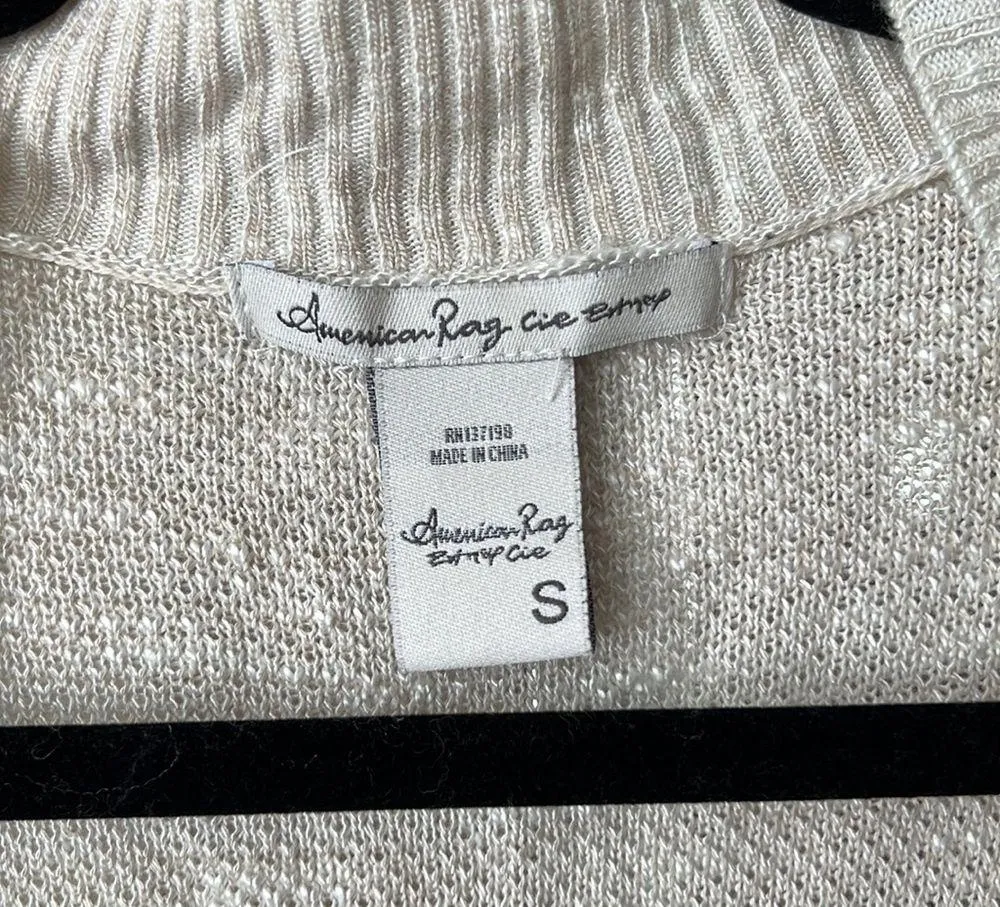 American Rag Cie
RN137198
MADE IN CHINA
American Rag
Cie
S